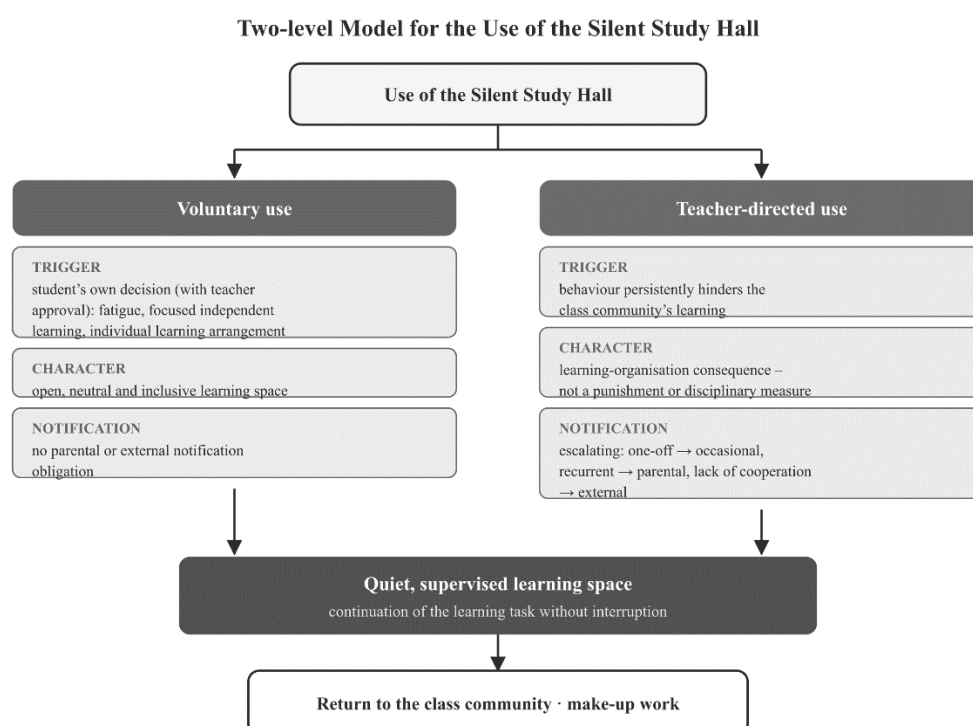 Two-level Model for the Use of the Silent Study Hall
Use of the Silent Study Hall
Voluntary use
TRIGGER
student’s own decision (with teacher
approval): fatigue, focused independent
learning, individual learning arrangement
CHARACTER
open, neutral and inclusive learning space
NOTIFICATION
no parental or external notification
obligation
Teacher-directed use
TRIGGER
behaviour persistently hinders the
class community’s learning
CHARACTER
learning-organisation consequence –
not a punishment or disciplinary measure
NOTIFICATION
escalating: one-off → occasional,
recurrent → parental, lack of cooperation
→ external
Quiet, supervised learning space
continuation of the learning task without interruption
Return to the class community · make-up work